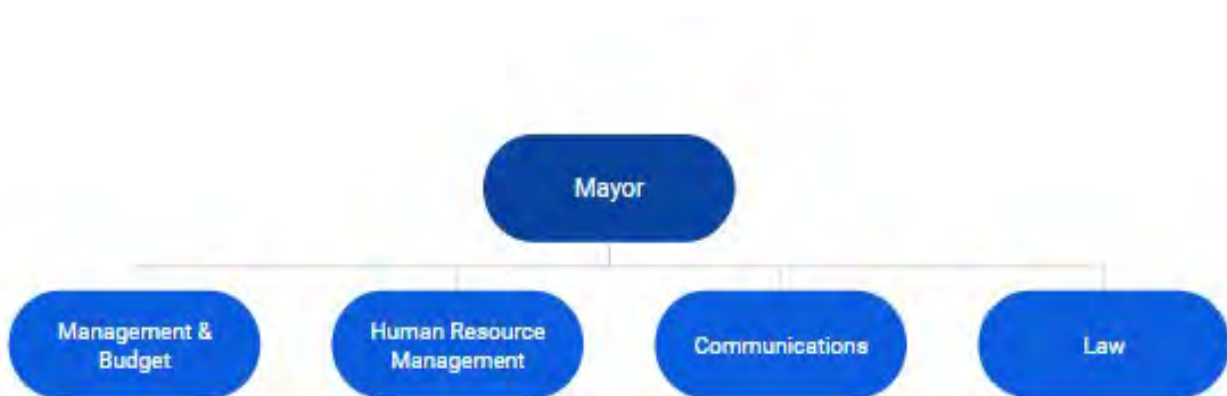 Mayor
Management &
Budget
Human Resource
Management
Communications
Law